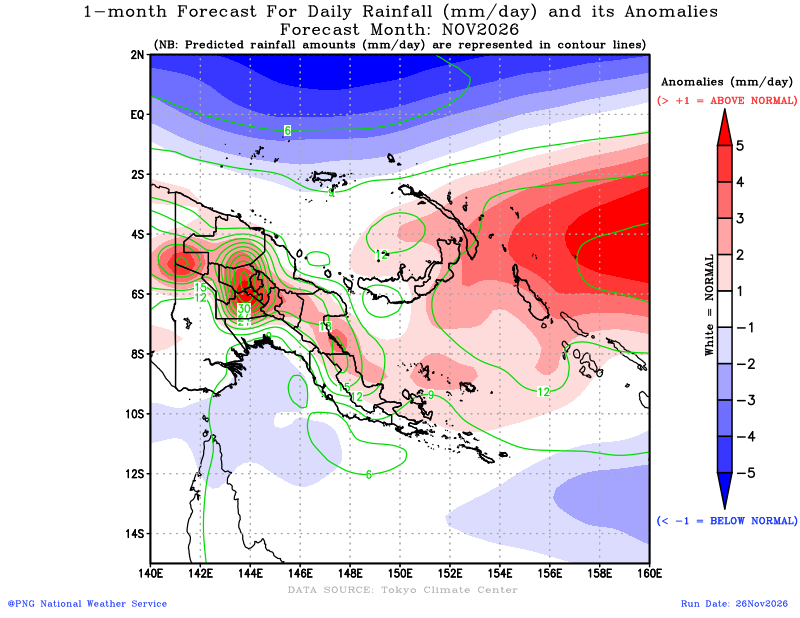 1-month Forecast For Daily Rainfall (mm/day) and its Anomalies
Forecast Month: NOV2026
(NB: Predicted rainfall amounts (mm/day) are represented in contour lines)
2N
EQ
2S
4S
6S
8S
10S
12S
14S
140E 142E 144E 146E 148E 150E 152E 154E 156E 158E 160E
6
9
12
15
12
30
18
15
12
9
12
6
Anomalies (mm/day)
(> +1 = ABOVE NORMAL)
5
4
3
2
1
-1
-2
-3
-4
-5
White = NORMAL
(< -1 = BELOW NORMAL)
DATA SOURCE: Tokyo Climate Center
@PNG National Weather Service
Run Date: 26Nov2026